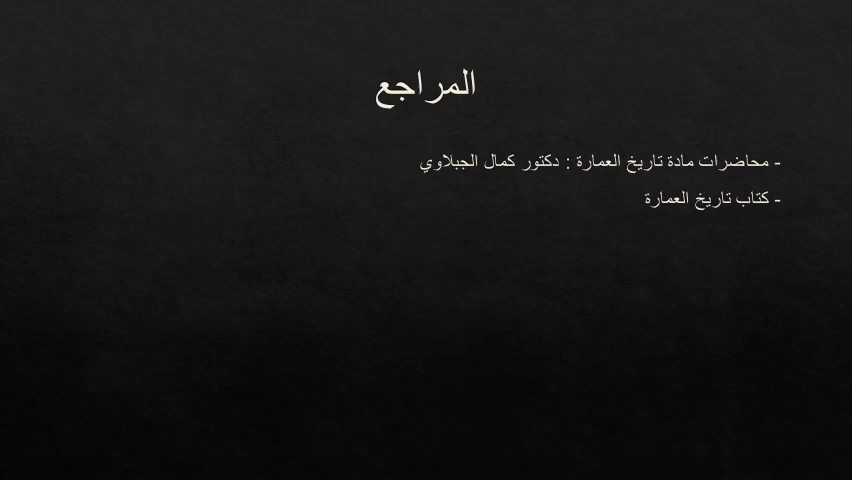 المراجع
- محاضرات مادة تاريخ العمارة : دكتور كمال الجبلاوي
- كتاب تاريخ العمارة